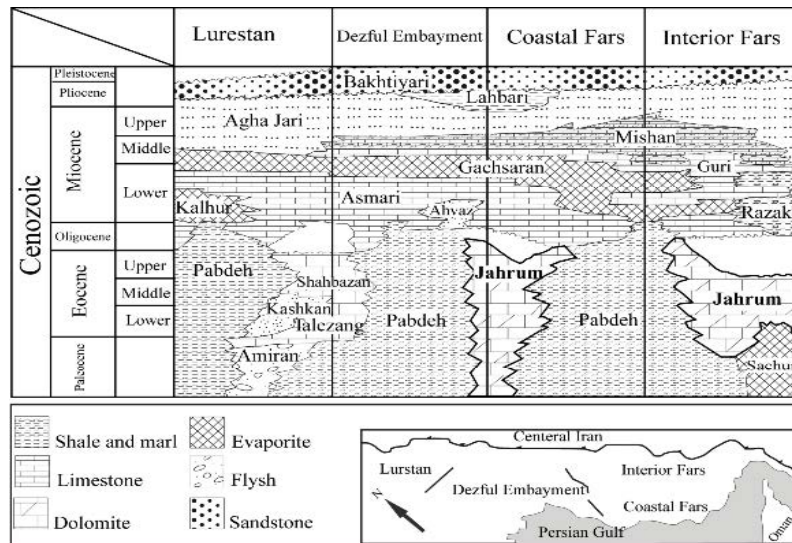 Lurestan Dezful Embayment Coastal Fars Interior Fars
Cenozoic
Pleistocene
Pliocene
Miocene
Upper
Middle
Lower
Oligocene
Eocene
Upper
Middle
Lower
Paleocene
Bakhtiyari
Lahbari
Agha Jari
Mishan
Gachsaran
Guri
Asmari
Kalhur
Ahvaz
Razak
Pabdeh
Shahbazan
Jahrum
Jahrum
Kashkan
Talezang
Pabdeh
Pabdeh
Amiran
Sachun
Shale and marl
Evaporite
Limestone
Flysh
Dolomite
Sandstone
Centeral Iran
Lurstan
Interior Fars
Dezful Embayment
N
Coastal Fars
Persian Gulf
Oman